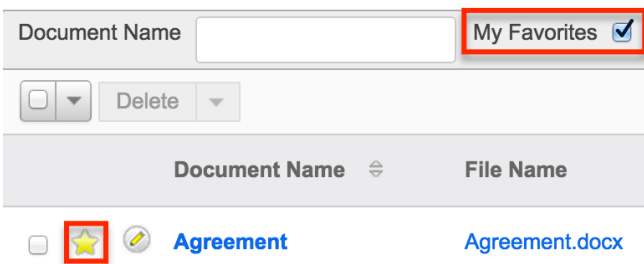 Document Name My Favorites
Delete
Document Name File Name
Agreement Agreement.docx